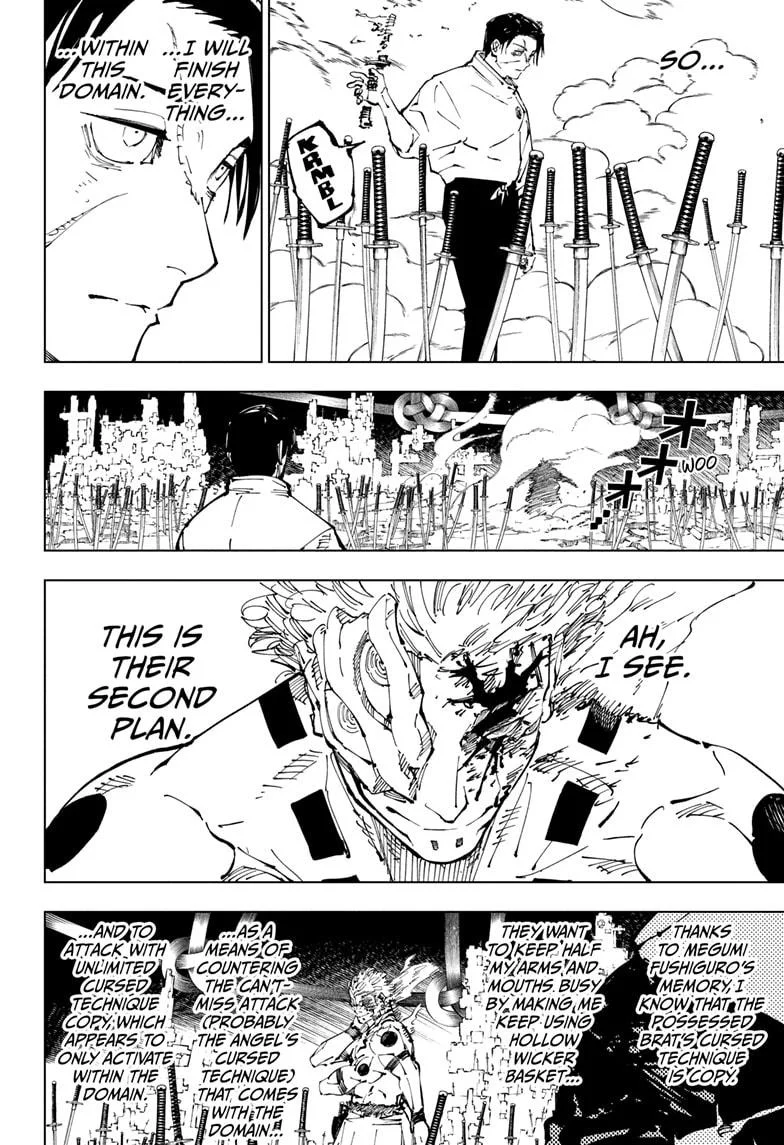 SO...
KRMBL
...I WILL
FINISH
EVERY-
THING...
...WITHIN
THIS
DOMAIN.
オオオ...
WOO
AH,
I SEE.
THIS IS
THEIR
SECOND
PLAN.
THANKS
TO MEGUMI
FUSHIGURO'S
MEMORY, I
KNOW THAT THE
POSSESSED
BRAT'S CURSED
TECHNIQUE
IS COPY.
THEY WANT
TO KEEP HALF
MY ARMS AND
MOUTHS BUSY
BY MAKING ME
KEEP USING
HOLLOW
WICKER
BASKET...
...AS A
MEANS OF
COUNTERING
THE CAN'T-
MISS ATTACK
(PROBABLY
THE ANGEL'S
CURSED
TECHNIQUE)
THAT COMES
WITH THE
DOMAIN...
...AND TO
ATTACK WITH
UNLIMITED
CURSED
TECHNIQUE
COPY, WHICH
APPEARS TO
ONLY ACTIVATE
WITHIN THE
DOMAIN.